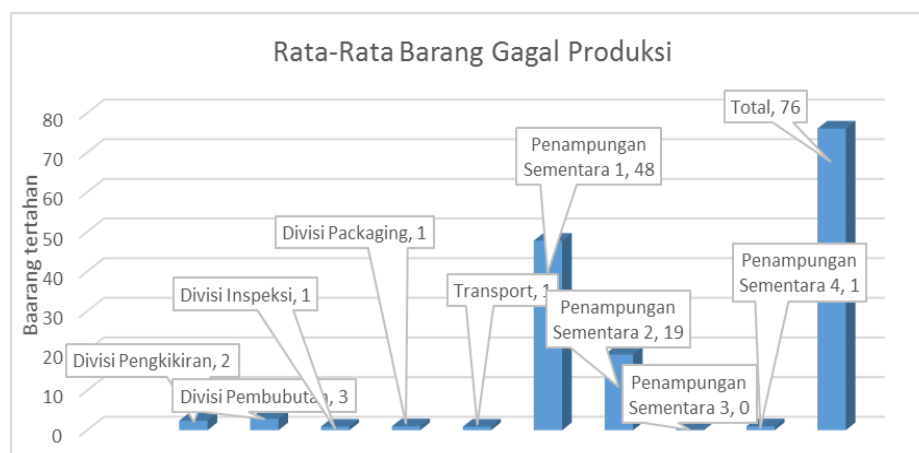 Rata-Rata Barang Gagal Produksi
Baarang tertahan
80
70
60
50
40
30
20
10
0
Divisi Pengkikiran, 2
Divisi Pembubutan, 3
Divisi Inspeksi, 1
Divisi Packaging, 1
Transport, 1
Penampungan
Sementara 1, 48
Penampungan
Sementara 2, 19
Penampungan
Sementara 3, 0
Penampungan
Sementara 4, 1
Total, 76